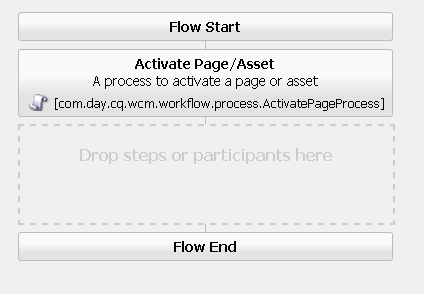 Flow Start
Activate Page/Asset
A process to activate a page or asset
[com.day.cq.wcm.workflow.process.ActivatePageProcess]
Drop steps or participants here
Flow End